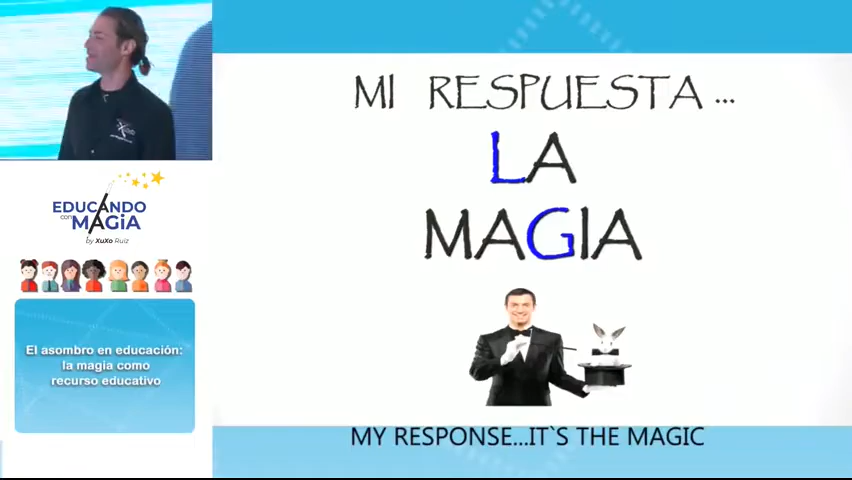 EDUCANDO
con MAGiA
by XuXo Ruiz
El asombro en educación:
la magia como
recurso educativo
MI RESPUESTA ...
LA
MAGIA
MY RESPONSE...IT`S THE MAGIC